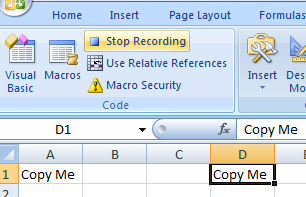 Home Insert Page Layout Formulas
Stop Recording
Use Relative References
Macro Security
Visual Basic
Macros
Code
Insert
D1
fx
Copy Me
A B C D
1 Copy Me Copy Me
2